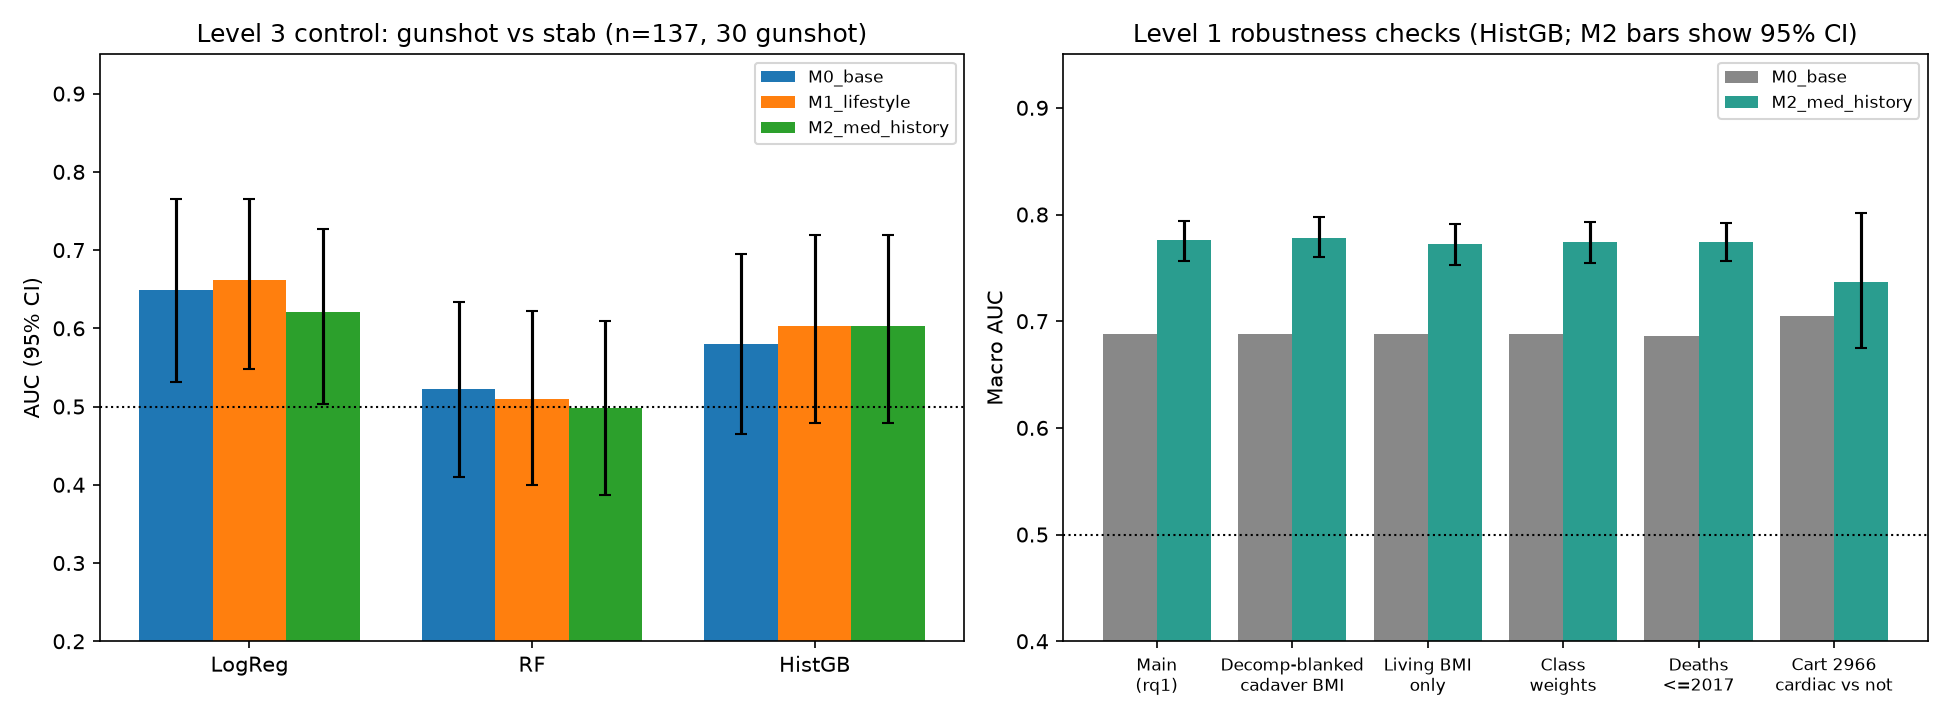 Level 3 control: gunshot vs stab (n=137, 30 gunshot)
AUC (95% CI)
0.9
0.8
0.7
0.6
0.5
0.4
0.3
0.2
M0_base
M1_lifestyle
M2_med_history
LogReg
RF
HistGB
Level 1 robustness checks (HistGB; M2 bars show 95% CI)
Macro AUC
0.9
0.8
0.7
0.6
0.5
0.4
M0_base
M2_med_history
Main
(rq1)
Decomp-blanked
cadaver BMI
Living BMI
only
Class
weights
Deaths
<=2017
Cart 2966
cardiac vs not